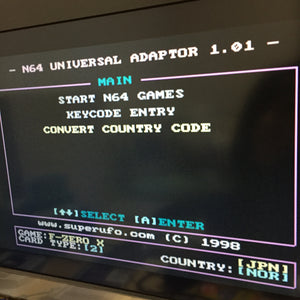 - N64 UNIVERSAL ADAPTOR 1.01 -
MAIN
START N64 GAMES
KEYCODE ENTRY
CONVERT COUNTRY CODE
[↑↓]SELECT [A]ENTER
www.superufo.com (C) 1998
GAME: F-ZERO X [JPN]
CARD TYPE:[2] COUNTRY:[NOR]